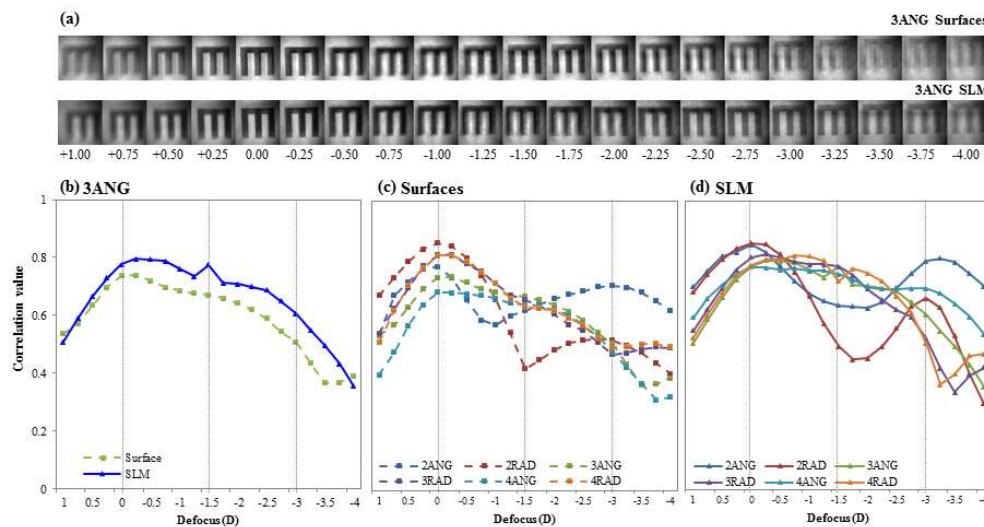 (a)
3ANG Surfaces
3ANG SLM
+1.00 +0.75 +0.50 +0.25 0.00 -0.25 -0.50 -0.75 -1.00 -1.25 -1.50 -1.75 -2.00 -2.25 -2.50 -2.75 -3.00 -3.25 -3.50 -3.75 -4.00
(b) 3ANG
(c) Surfaces
(d) SLM
Correlation value
1
0.8
0.6
0.4
0.2
0
Surface
SLM
1 0.5 0 -0.5 -1 -1.5 -2 -2.5 -3 -3.5 -4
Defocus (D)
2ANG 2RAD 3ANG
3RAD 4ANG 4RAD
1 0.5 0 -0.5 -1 -1.5 -2 -2.5 -3 -3.5 -4
Defocus (D)
2ANG 2RAD 3ANG
3RAD 4ANG 4RAD
1 0.5 0 -0.5 -1 -1.5 -2 -2.5 -3 -3.5 -4
Defocus (D)